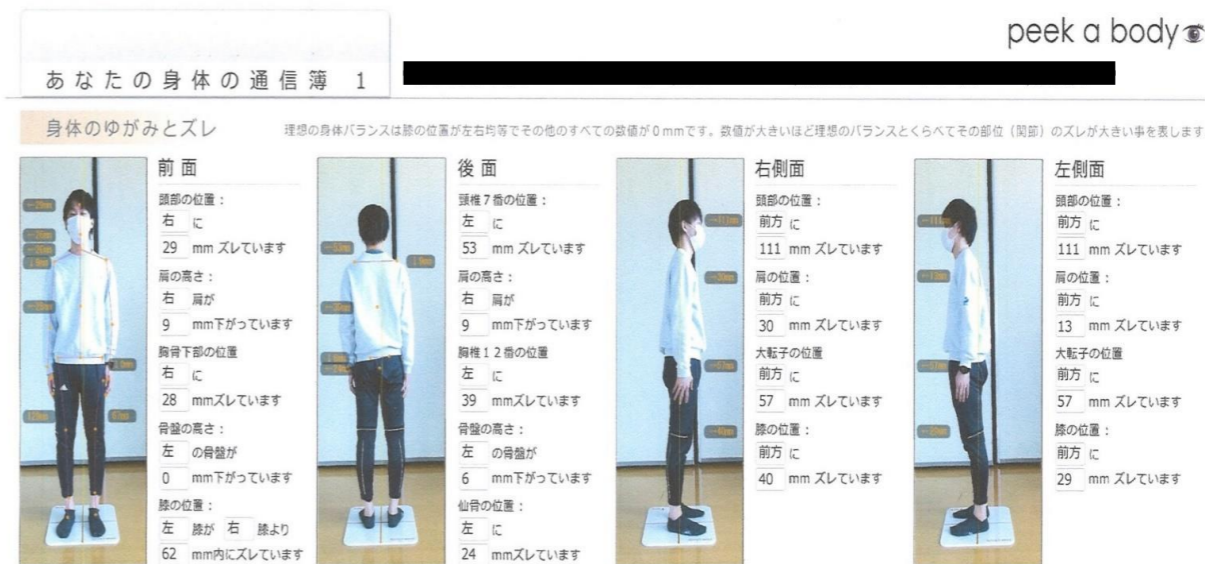 peek a body
あなたの身体の通信簿 1
身体のゆがみとズレ
理想の身体バランスは膝の位置が左右均等でその他のすべての数値が0mmです。数値が大きいほど理想のバランスとくらべてその部位（関節）のズレが大きい事を表します
前面
頭部の位置：
右 に
29 mm ズレています
肩の高さ：
右 肩が
9 mm下がっています
胸骨下部の位置
右 に
28 mmズレています
骨盤の高さ：
左 の骨盤が
0 mm下がっています
膝の位置：
左 膝が 右 膝より
62 mm内にズレています
後面
頚椎7番の位置：
左 に
53 mm ズレています
肩の高さ：
右 肩が
9 mm下がっています
胸椎12番の位置
左 に
39 mmズレています
骨盤の高さ：
左 の骨盤が
6 mm下がっています
仙骨の位置：
左 に
24 mmズレています
右側面
頭部の位置：
前方 に
111 mm ズレています
肩の位置：
前方 に
30 mm ズレています
大転子の位置
前方 に
57 mm ズレています
膝の位置：
前方 に
40 mm ズレています
左側面
頭部の位置：
前方 に
111 mm ズレています
肩の位置：
前方 に
13 mm ズレています
大転子の位置
前方 に
57 mm ズレています
膝の位置：
前方 に
29 mm ズレています